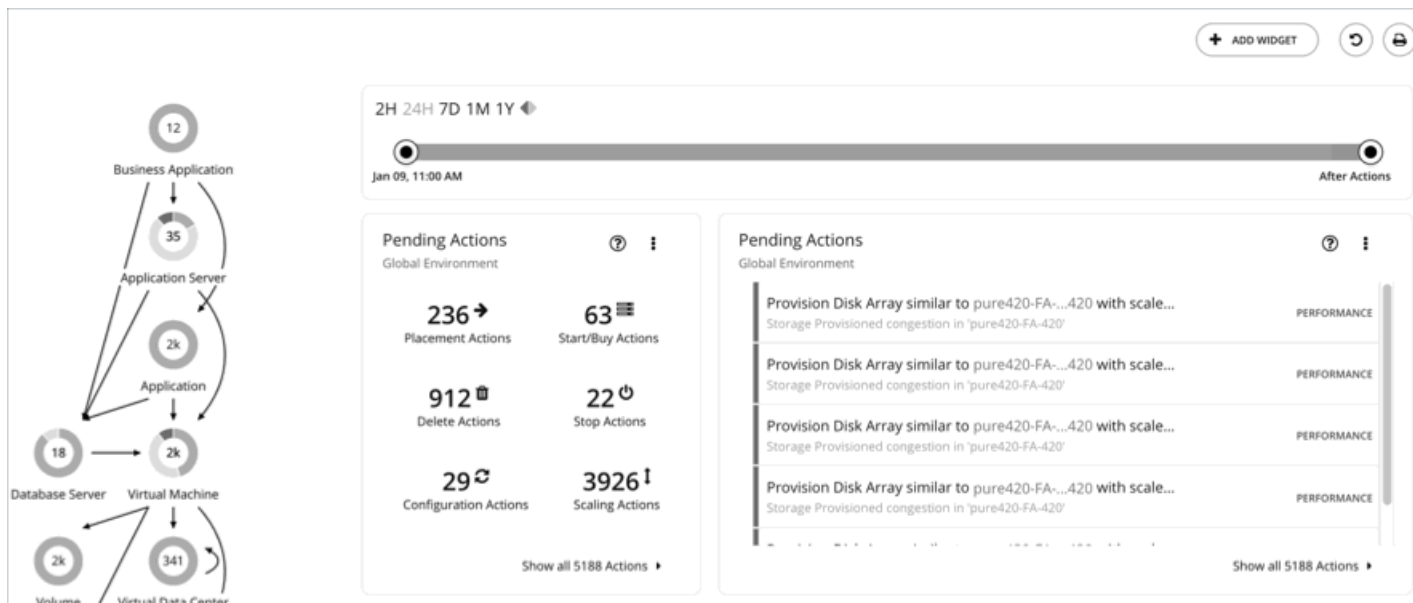 ADD WIDGET
12
Business Application
35
Application Server
2k
Application
18
Database Server
2k
Virtual Machine
2k
Volume
341
Virtual Data Center
2H 24H 7D 1M 1Y
Jan 09, 11:00 AM
After Actions
Pending Actions
Global Environment
236
Placement Actions
63
Start/Buy Actions
912
Delete Actions
22
Stop Actions
29
Configuration Actions
3926
Scaling Actions
Show all 5188 Actions
Pending Actions
Global Environment
Provision Disk Array similar to pure420-FA-...420 with scale...
Storage Provisioned congestion in 'pure420-FA-420'
PERFORMANCE
Provision Disk Array similar to pure420-FA-...420 with scale...
Storage Provisioned congestion in 'pure420-FA-420'
PERFORMANCE
Provision Disk Array similar to pure420-FA-...420 with scale...
Storage Provisioned congestion in 'pure420-FA-420'
PERFORMANCE
Provision Disk Array similar to pure420-FA-...420 with scale...
Storage Provisioned congestion in 'pure420-FA-420'
PERFORMANCE
Show all 5188 Actions